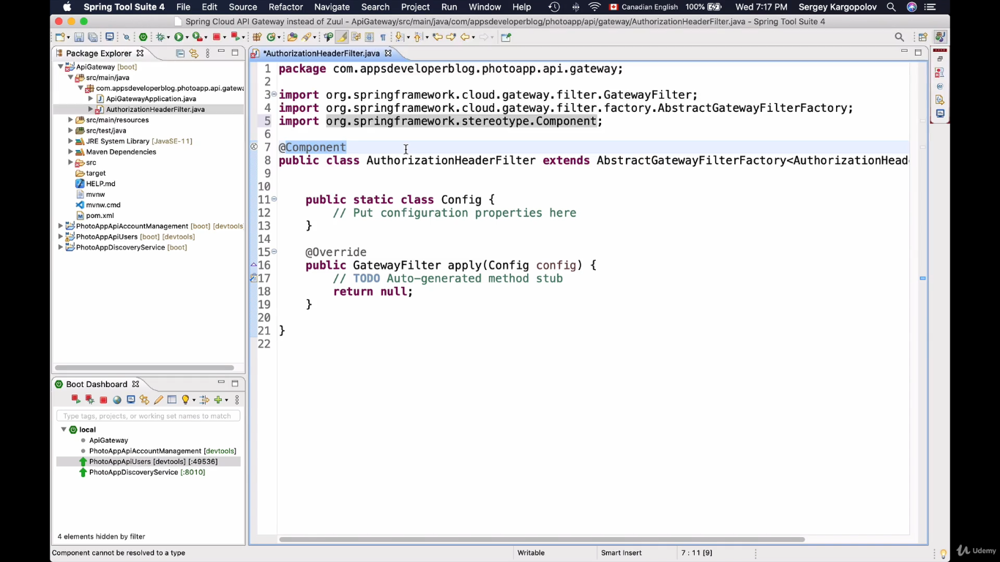 Spring Tool Suite 4 File Edit Source Refactor Navigate Search Project Run Window Help Canadian English 100% Wed 7:17 PM Sergey Kargopolov
Spring Cloud API Gateway instead of Zuul - ApiGateway/src/main/java/com/appsdeveloperblog/photoapp/api/gateway/AuthorizationHeaderFilter.java - Spring Tool Suite 4
Package Explorer
ApiGateway [boot]
src/main/java
com.appsdeveloperblog.photoapp.api.gatewa
ApiGatewayApplication.java
AuthorizationHeaderFilter.java
src/main/resources
src/test/java
JRE System Library [JavaSE-11]
Maven Dependencies
src
target
HELP.md
mvnw
mvnw.cmd
pom.xml
PhotoAppApiAccountManagement [boot] [devtools]
PhotoAppApiUsers [boot] [devtools]
PhotoAppDiscoveryService [boot]
*AuthorizationHeaderFilter.java
1 package com.appsdeveloperblog.photoapp.api.gateway;
2
3 import org.springframework.cloud.gateway.filter.GatewayFilter;
4 import org.springframework.cloud.gateway.filter.factory.AbstractGatewayFilterFactory;
5 import org.springframework.stereotype.Component;
6
7 @Component
8 public class AuthorizationHeaderFilter extends AbstractGatewayFilterFactory<AuthorizationHead
9
10
11 public static class Config {
12 // Put configuration properties here
13 }
14
15 @Override
16 public GatewayFilter apply(Config config) {
17 // TODO Auto-generated method stub
18 return null;
19 }
20
21 }
22
Boot Dashboard
Type tags, projects, or working set names to match
local
ApiGateway
PhotoAppApiAccountManagement [devtools]
PhotoAppApiUsers [devtools] [:49536]
PhotoAppDiscoveryService [:8010]
4 elements hidden by filter
Component cannot be resolved to a type Writable Smart Insert 7 : 11 [9]
Udemy